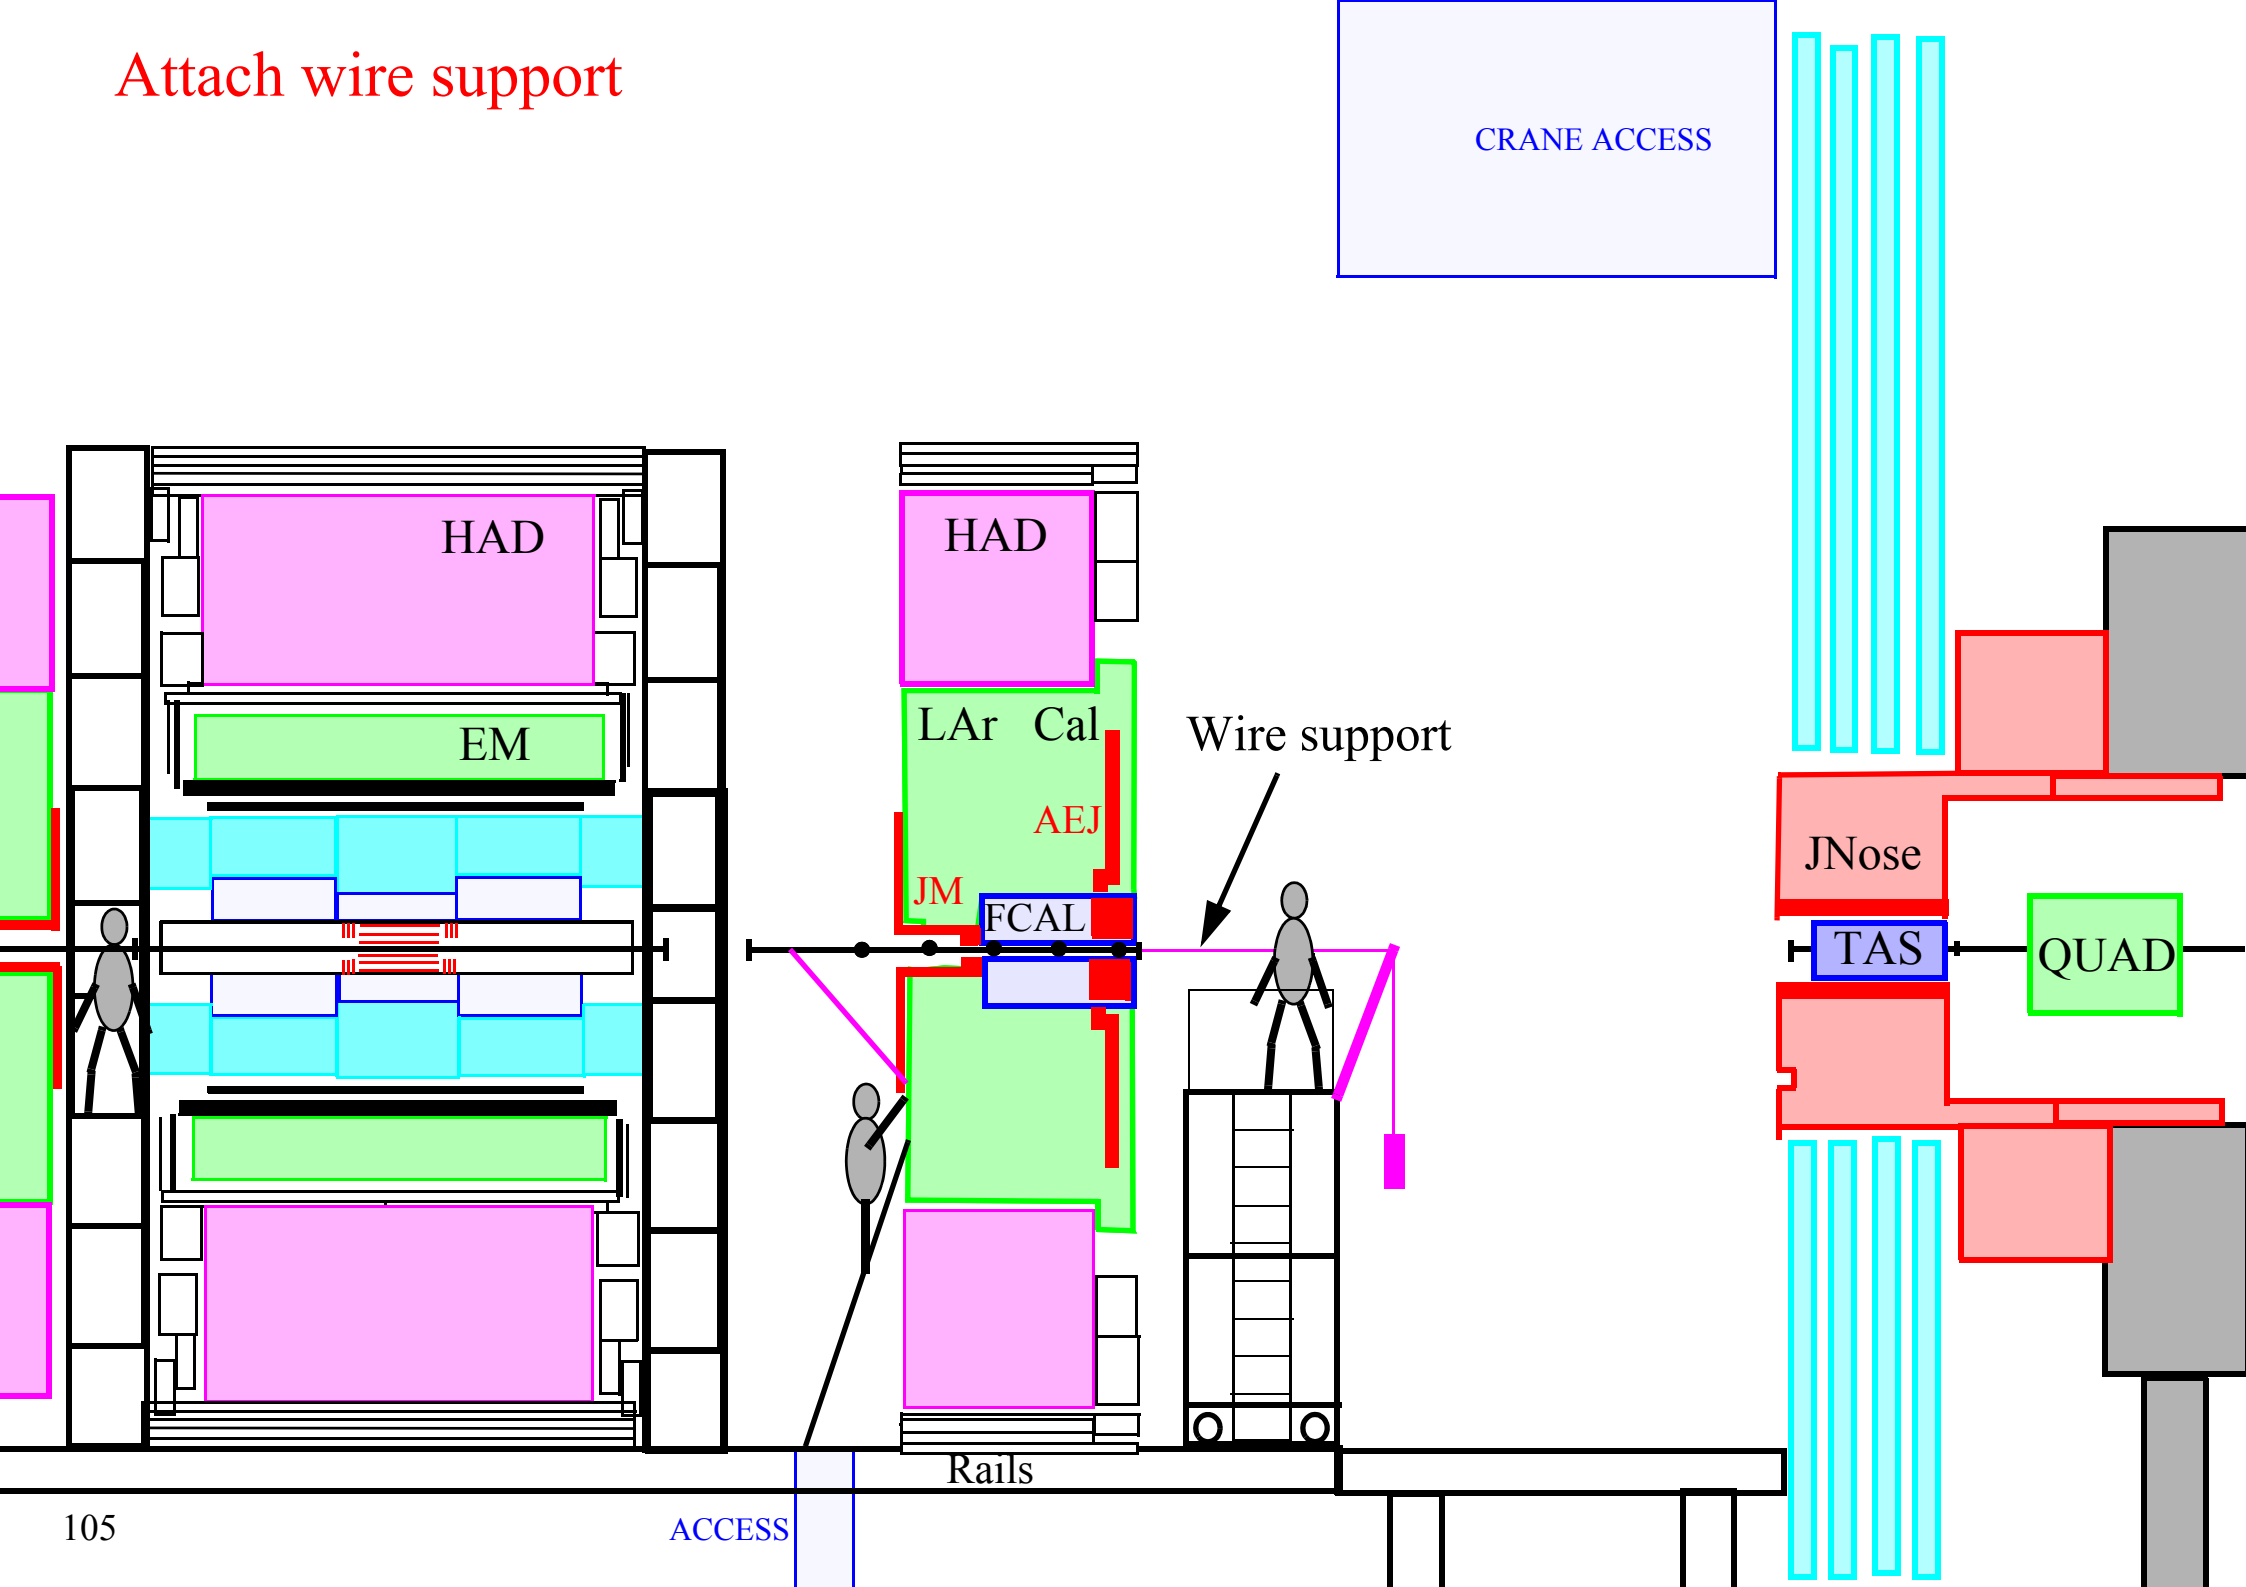 Attach wire support
CRANE ACCESS
HAD
HAD
LAr Cal
Wire support
EM
AEJ
JNose
JM
FCAL
TAS
QUAD
Rails
105
ACCESS